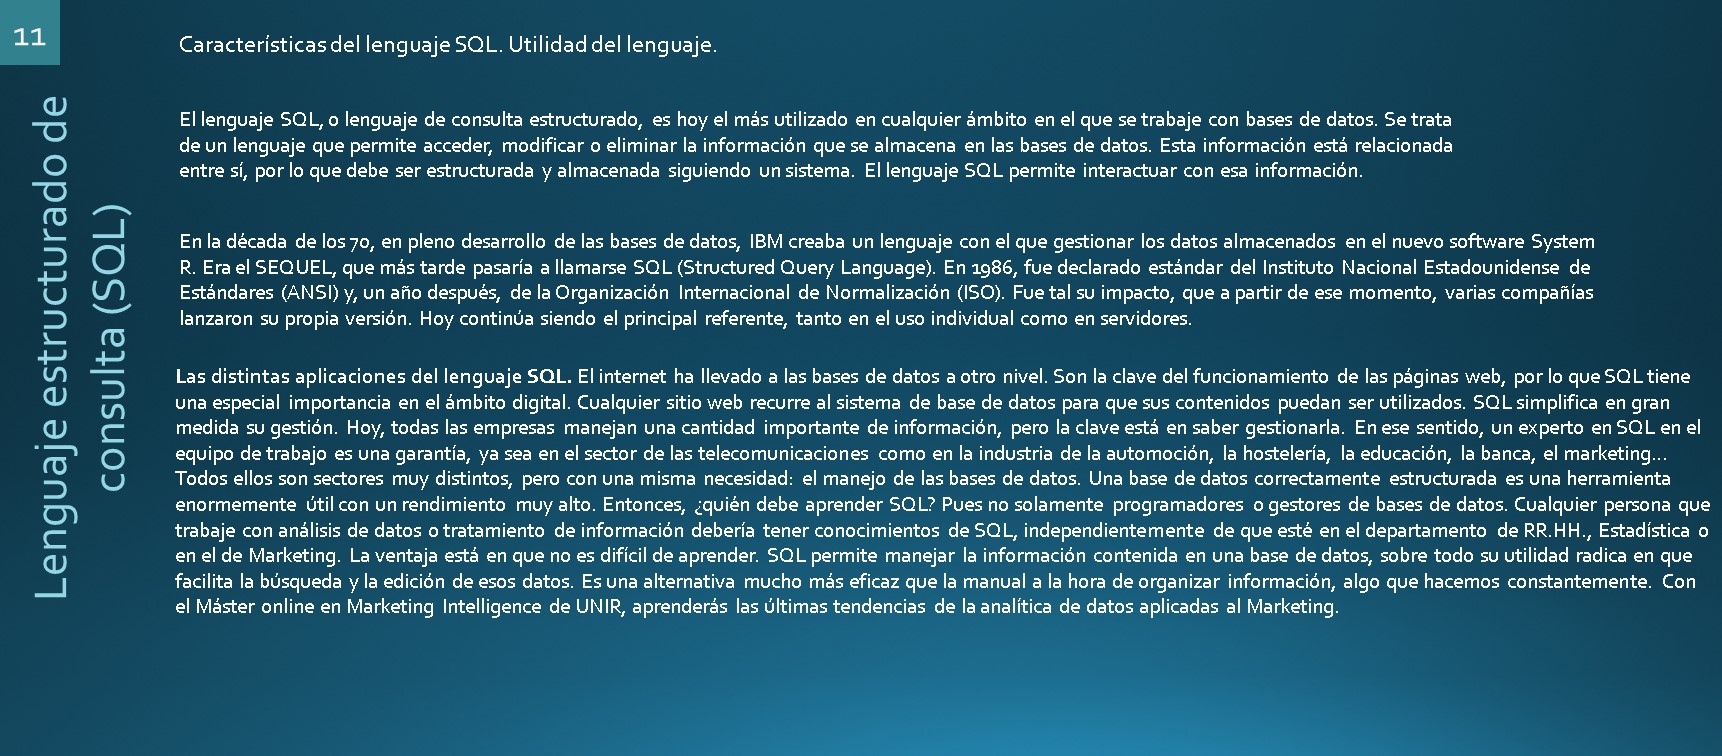 11
Lenguaje estructurado de
consulta (SQL)
Características del lenguaje SQL. Utilidad del lenguaje.
El lenguaje SQL, o lenguaje de consulta estructurado, es hoy el más utilizado en cualquier ámbito en el que se trabaje con bases de datos. Se trata
de un lenguaje que permite acceder, modificar o eliminar la información que se almacena en las bases de datos. Esta información está relacionada
entre sí, por lo que debe ser estructurada y almacenada siguiendo un sistema. El lenguaje SQL permite interactuar con esa información.
En la década de los 70, en pleno desarrollo de las bases de datos, IBM creaba un lenguaje con el que gestionar los datos almacenados en el nuevo software System
R. Era el SEQUEL, que más tarde pasaría a llamarse SQL (Structured Query Language). En 1986, fue declarado estándar del Instituto Nacional Estadounidense de
Estándares (ANSI) y, un año después, de la Organización Internacional de Normalización (ISO). Fue tal su impacto, que a partir de ese momento, varias compañías
lanzaron su propia versión. Hoy continúa siendo el principal referente, tanto en el uso individual como en servidores.
Las distintas aplicaciones del lenguaje SQL. El internet ha llevado a las bases de datos a otro nivel. Son la clave del funcionamiento de las páginas web, por lo que SQL tiene
una especial importancia en el ámbito digital. Cualquier sitio web recurre al sistema de base de datos para que sus contenidos puedan ser utilizados. SQL simplifica en gran
medida su gestión. Hoy, todas las empresas manejan una cantidad importante de información, pero la clave está en saber gestionarla. En ese sentido, un experto en SQL en el
equipo de trabajo es una garantía, ya sea en el sector de las telecomunicaciones como en la industria de la automoción, la hostelería, la educación, la banca, el marketing...
Todos ellos son sectores muy distintos, pero con una misma necesidad: el manejo de las bases de datos. Una base de datos correctamente estructurada es una herramienta
enormemente útil con un rendimiento muy alto. Entonces, ¿quién debe aprender SQL? Pues no solamente programadores o gestores de bases de datos. Cualquier persona que
trabaje con análisis de datos o tratamiento de información debería tener conocimientos de SQL, independientemente de que esté en el departamento de RR.HH., Estadística o
en el de Marketing. La ventaja está en que no es difícil de aprender. SQL permite manejar la información contenida en una base de datos, sobre todo su utilidad radica en que
facilita la búsqueda y la edición de esos datos. Es una alternativa mucho más eficaz que la manual a la hora de organizar información, algo que hacemos constantemente. Con
el Máster online en Marketing Intelligence de UNIR, aprenderás las últimas tendencias de la analítica de datos aplicadas al Marketing.